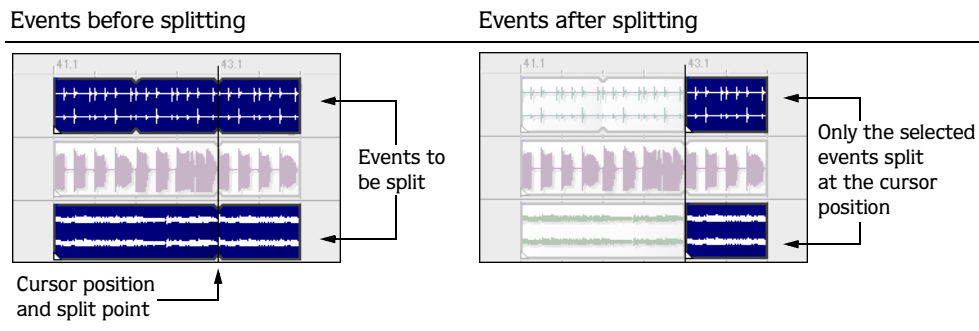 Events before splitting
Events after splitting
41.1
43.1
41.1
43.1
Events to
be split
Only the selected
events split
at the cursor
position
Cursor position
and split point